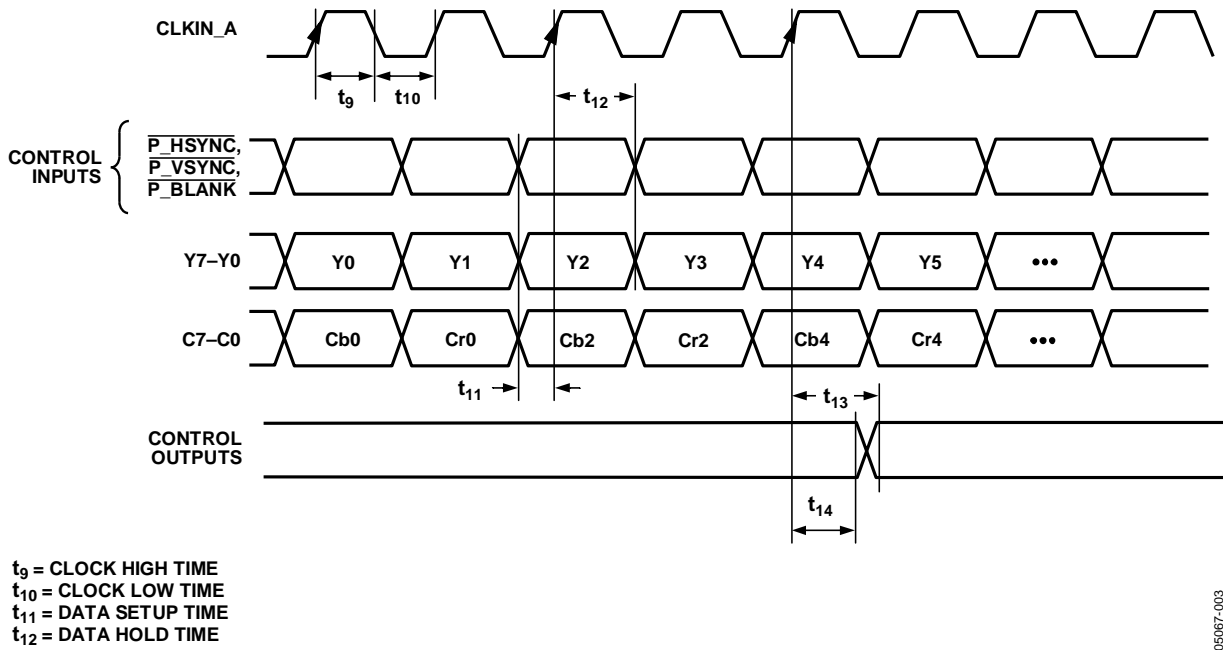 CLKIN_A
t9
t10
t12
CONTROL
INPUTS
P_HSYNC,
P_VSYNC,
P_BLANK
Y7–Y0
Y0
Y1
Y2
Y3
Y4
Y5
•••
C7–C0
Cb0
Cr0
Cb2
Cr2
Cb4
Cr4
•••
t11
t13
CONTROL
OUTPUTS
t14
t9 = CLOCK HIGH TIME
t10 = CLOCK LOW TIME
t11 = DATA SETUP TIME
t12 = DATA HOLD TIME
05067-003